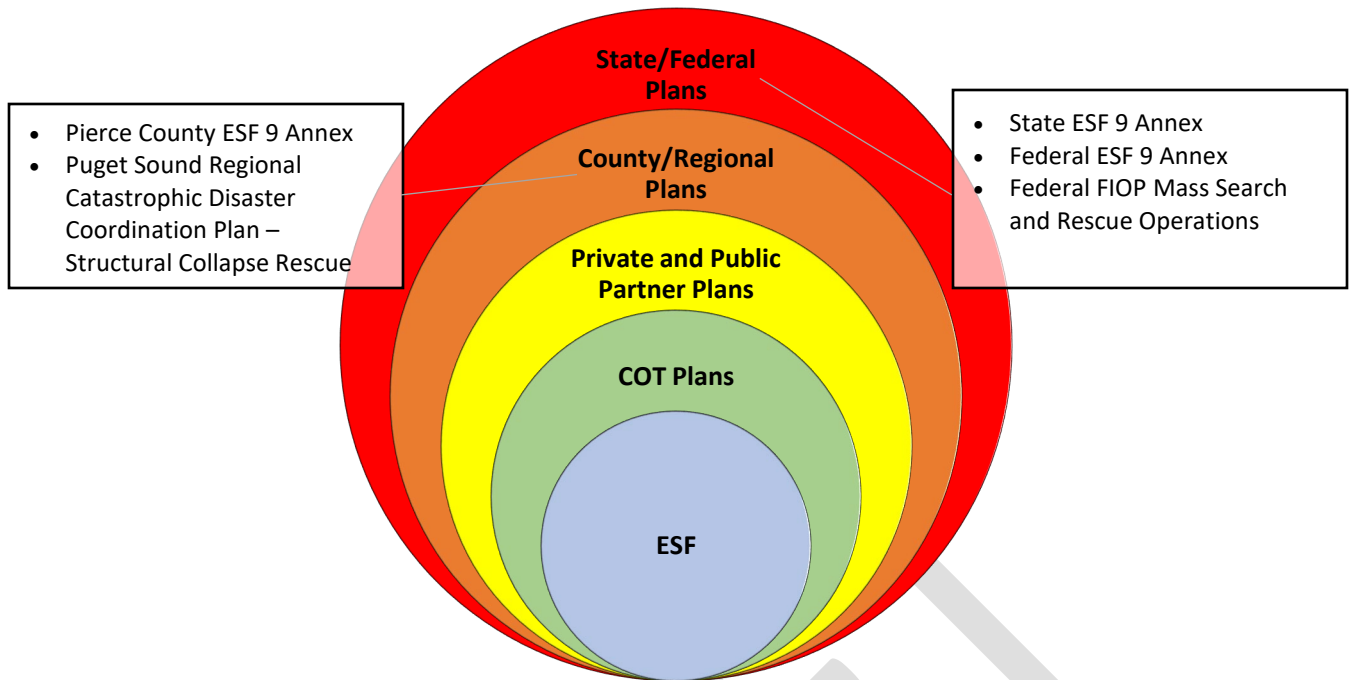 State/Federal
Plans
• Pierce County ESF 9 Annex
• Puget Sound Regional
Catastrophic Disaster
Coordination Plan –
Structural Collapse Rescue
• State ESF 9 Annex
• Federal ESF 9 Annex
• Federal FIOP Mass Search
and Rescue Operations
County/Regional
Plans
Private and Public
Partner Plans
COT Plans
ESF